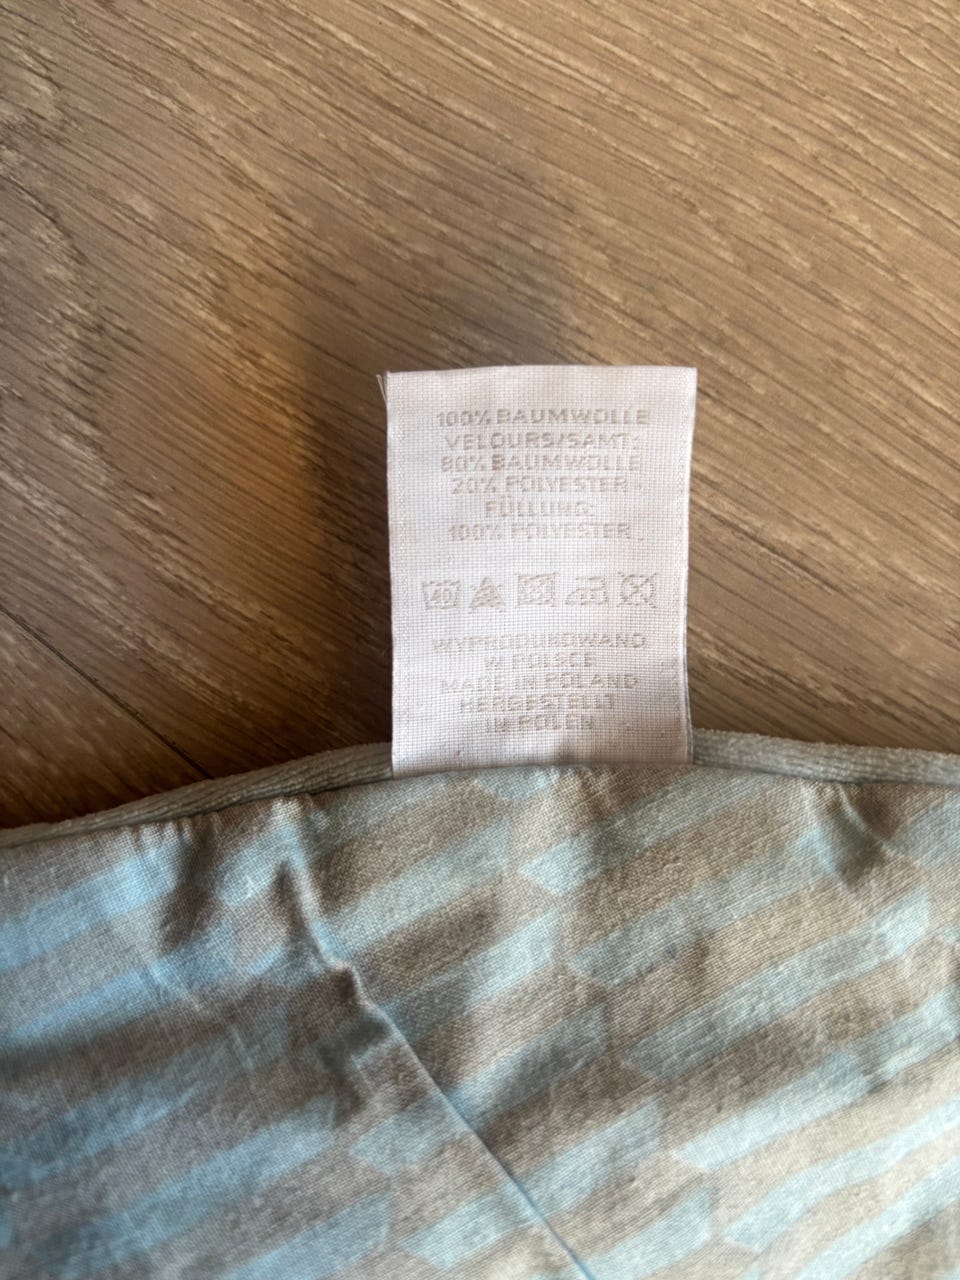 100% BAUMWOLLE
VELOURS/SAMT:
80% BAUMWOLLE
20% POLYESTER
FÜLLUNG:
100% POLYESTER
40
WYPRODUKOWANO
W POLSCE
MADE IN POLAND
HERGESTELLT
IN POLEN